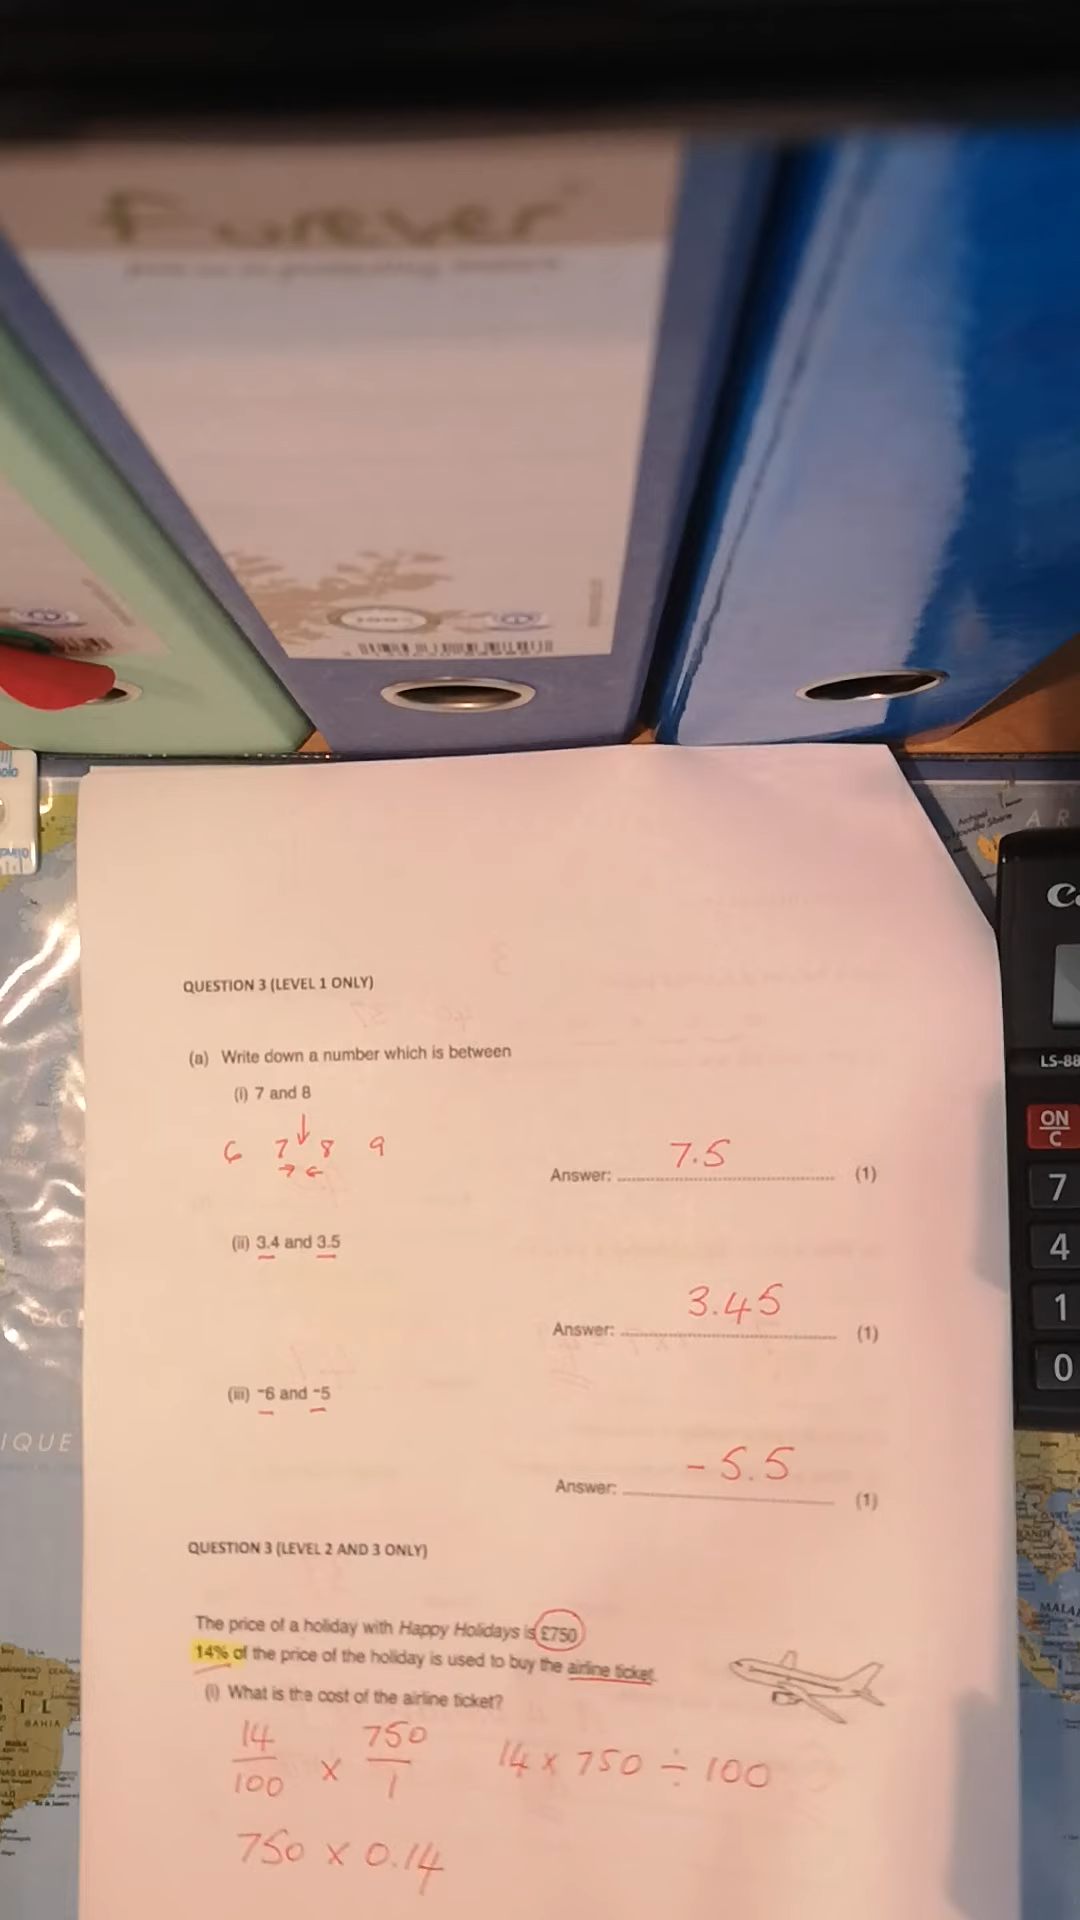 Forever
QUESTION 3 (LEVEL 1 ONLY)
(a) Write down a number which is between
(i) 7 and 8
6 7 8 9
7.5
Answer: (1)
(ii) 3.4 and 3.5
3.45
Answer: (1)
(iii) ⁻6 and ⁻5
- 5.5
Answer: (1)
QUESTION 3 (LEVEL 2 AND 3 ONLY)
The price of a holiday with Happy Holidays is £750
14% of the price of the holiday is used to buy the airline ticket.
(i) What is the cost of the airline ticket?
14/100 × 750/1 14 × 750 ÷ 100
750 × 0.14
LS-88
ON/C
7
4
1
0
IQUE
BAHIA